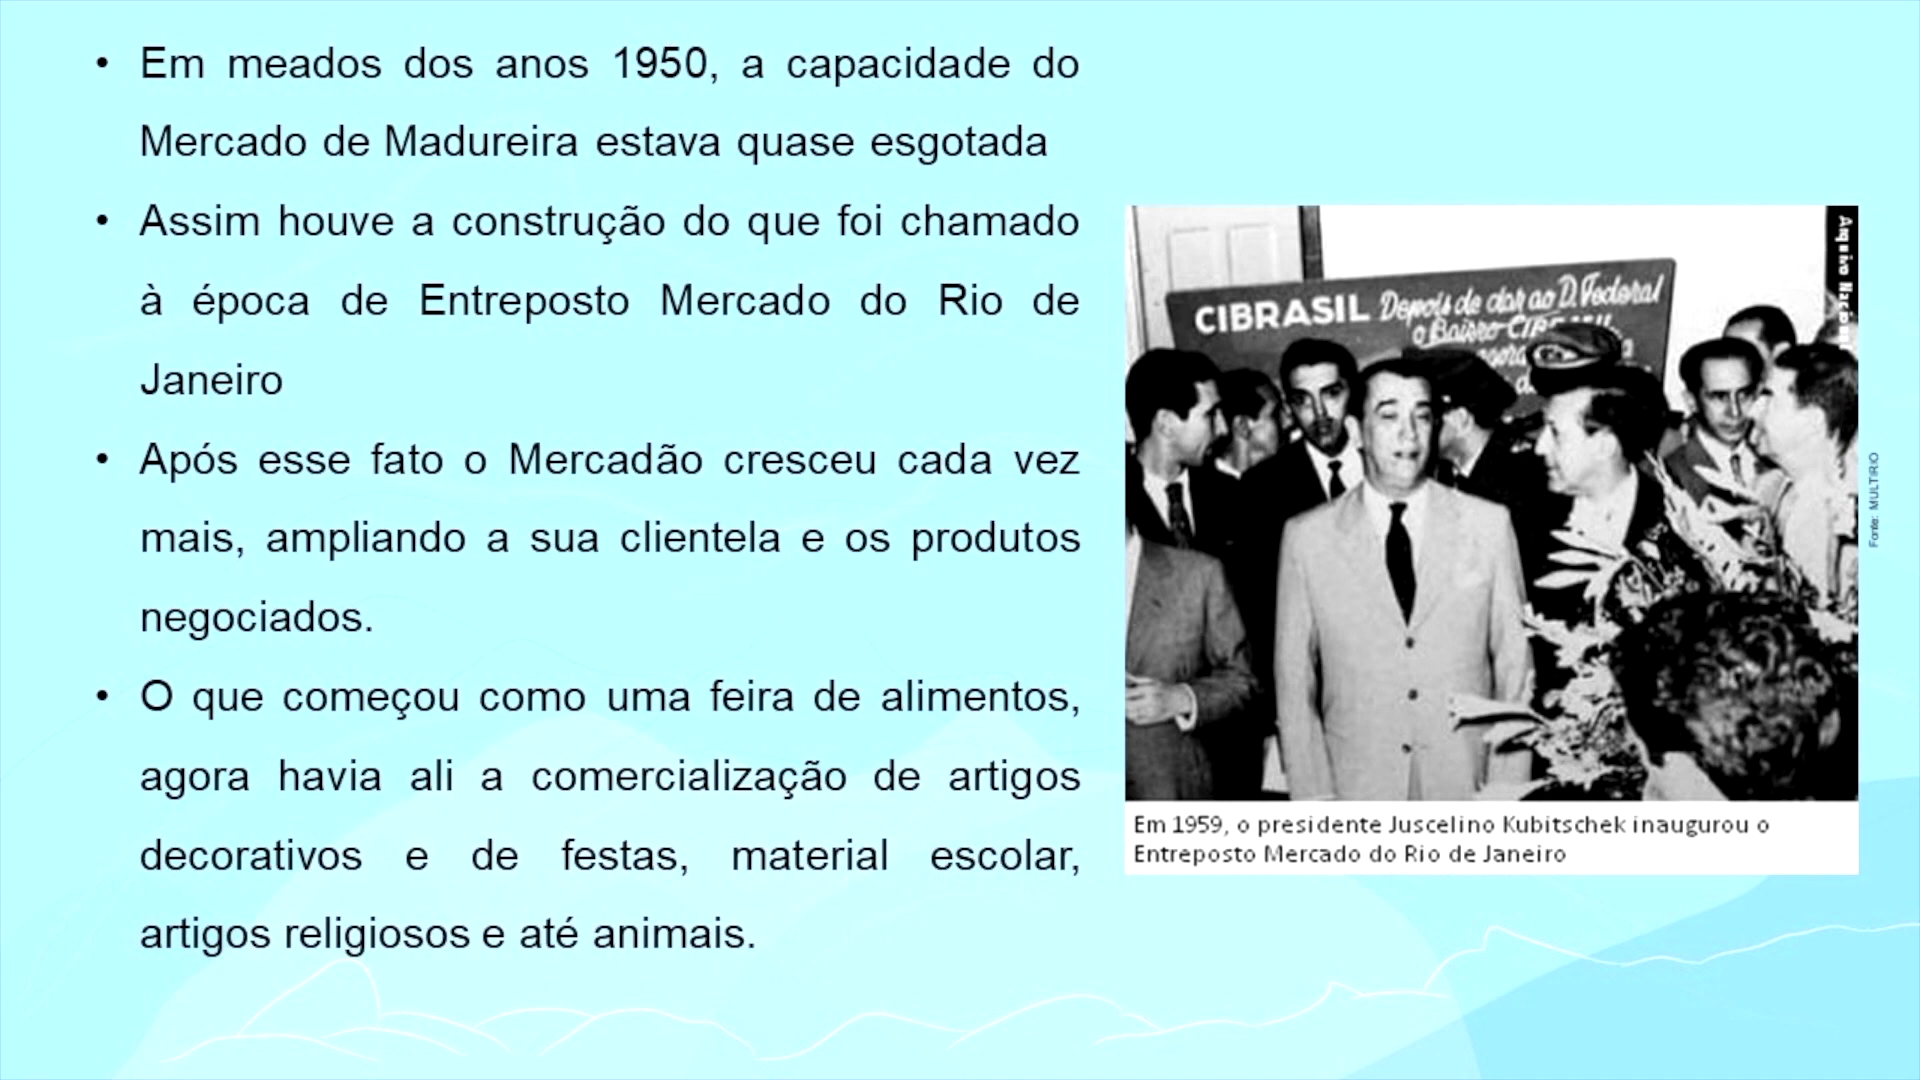 • Em meados dos anos 1950, a capacidade do
Mercado de Madureira estava quase esgotada
• Assim houve a construção do que foi chamado
à época de Entreposto Mercado do Rio de
Janeiro
• Após esse fato o Mercadão cresceu cada vez
mais, ampliando a sua clientela e os produtos
negociados.
• O que começou como uma feira de alimentos,
agora havia ali a comercialização de artigos
decorativos e de festas, material escolar,
artigos religiosos e até animais.
CIBRASIL Depois de dar ao D. Federal
o Bairro
Arquivo
Em 1959, o presidente Juscelino Kubitschek inaugurou o
Entreposto Mercado do Rio de Janeiro
Fonte: MULTIRIO